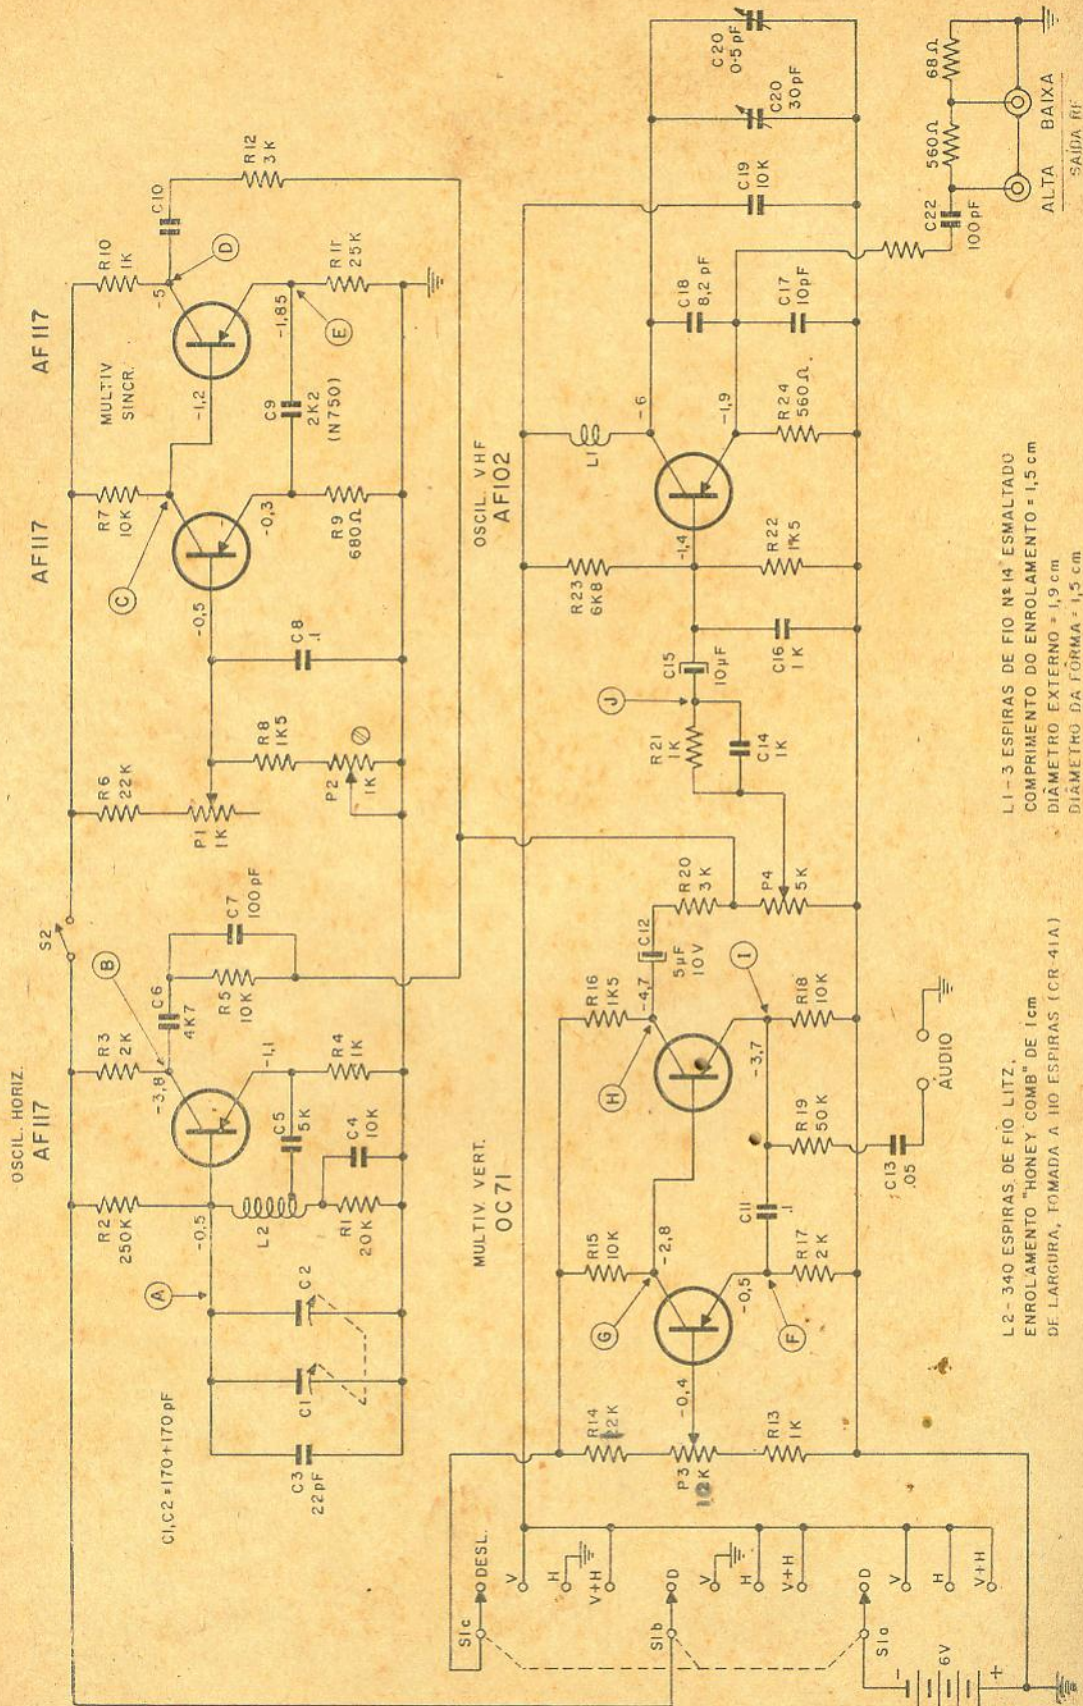 OSCIL. HORIZ.
AF117
C1,C2 = 170+170 pF
C3
22pF
C1
C2
A
R2
250K
-0,5
L2
R1
20K
C4
10K
C5
5K
R3
2K
-3,8
B
-1,1
R4
1K
C6
4K7
R5
10K
C7
100pF
S2
R6
22K
P1
1K
R8
1K5
P2
1K
C8
.1
AF117
-0,5
C
R7
10K
-0,3
R9
680Ω
C9
2K2
(N750)
AF117
MULTIV
SINCR.
-1,2
R10
1K
-5
D
-1,85
E
R11
25K
C10
R12
3K
MULTIV. VERT.
OC71
S1c
DESL.
V
H
V+H
S1b
D
V
H
V+H
S1a
D
V
H
V+H
6V
-
+
R14
22K
P3
R13
1K
-0,4
G
R15
10K
-2,8
-0,5
F
R17
2K
C11
.1
R19
50K
C13
.05
ÁUDIO
H
R16
1K5
-4,7
-3,7
I
R18
10K
C12
5µF
10V
R20
3K
P4
5K
OSCIL. VHF
AF102
J
R21
1K
C14
1K
C15
10µF
C16
1K
R23
6K8
-1,4
R22
1K5
L1
-6
-1,9
R24
560Ω
C18
8,2 pF
C17
10pF
C19
10K
C20
30pF
C20
0-5pF
C22
100pF
560Ω
68Ω
ALTA
BAIXA
SAÍDA RF
L2 - 340 ESPIRAS DE FIO LITZ,
ENROLAMENTO "HONEY COMB" DE 1cm
DE LARGURA, TOMADA A 110 ESPIRAS (CR-41A)
L1 - 3 ESPIRAS DE FIO Nº 14 ESMALTADO
COMPRIMENTO DO ENROLAMENTO = 1,5 cm
DIÂMETRO EXTERNO = 1,9 cm
DIÂMETRO DA FÔRMA = 1,5 cm